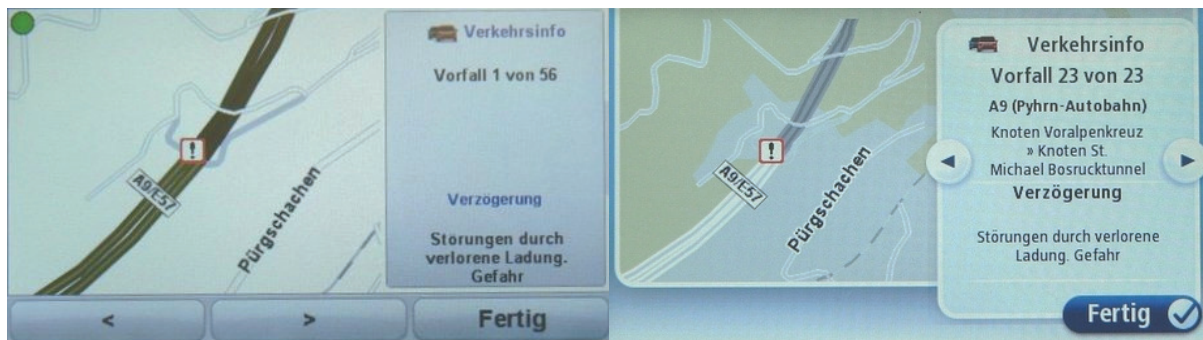 Verkehrsinfo
Vorfall 1 von 56
Verzögerung
Störungen durch
verlorene Ladung.
Gefahr
A9/E57
Pürgschachen
<
>
Fertig
Verkehrsinfo
Vorfall 23 von 23
A9 (Pyhrn-Autobahn)
Knoten Voralpenkreuz
» Knoten St.
Michael Bosrucktunnel
Verzögerung
Störungen durch verlorene
Ladung. Gefahr
A9/E57
Pürgschachen
Fertig